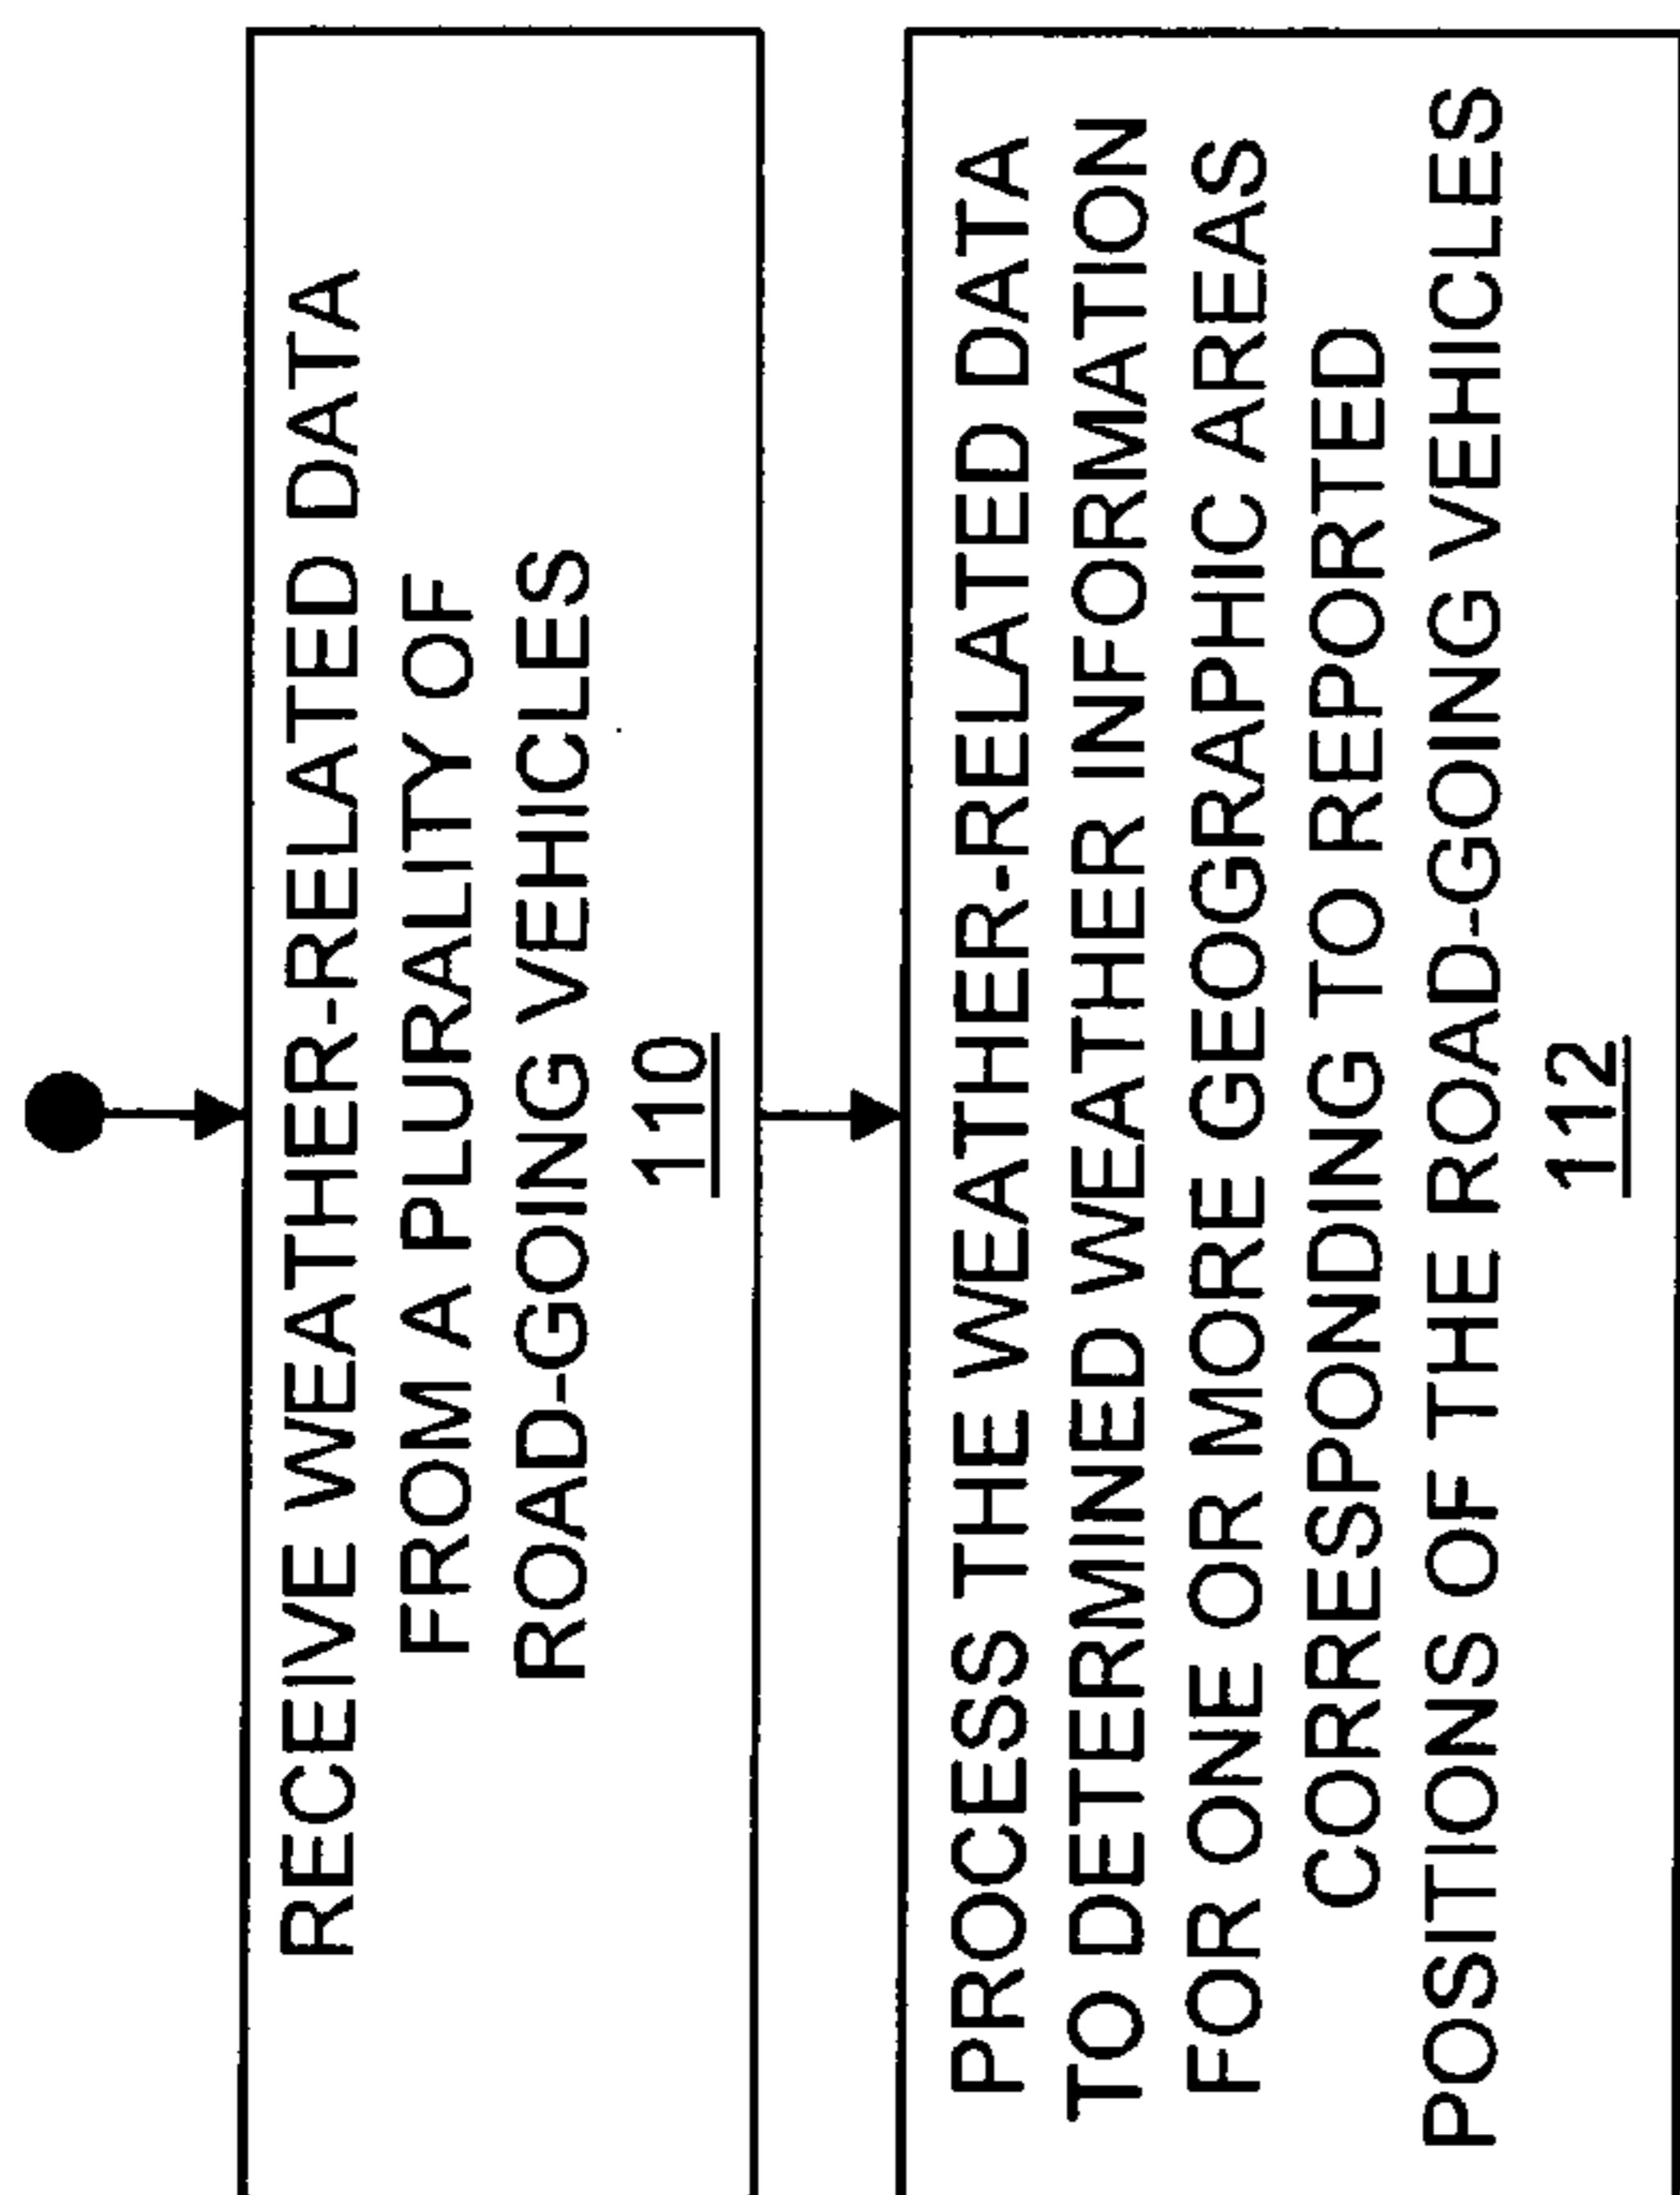 RECEIVE WEATHER-RELATED DATA
FROM A PLURALITY OF
ROAD-GOING VEHICLES
110
PROCESS THE WEATHER-RELATED DATA
TO DETERMINED WEATHER INFORMATION
FOR ONE OR MORE GEOGRAPHIC AREAS
CORRESPONDING TO REPORTED
POSITIONS OF THE ROAD-GOING VEHICLES
112